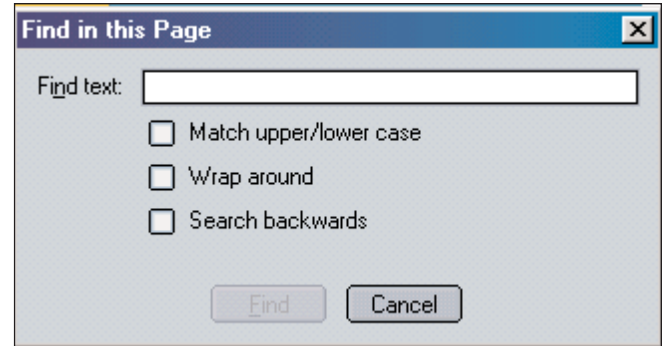 Find in this Page
Find text:
Match upper/lower case
Wrap around
Search backwards
Find Cancel